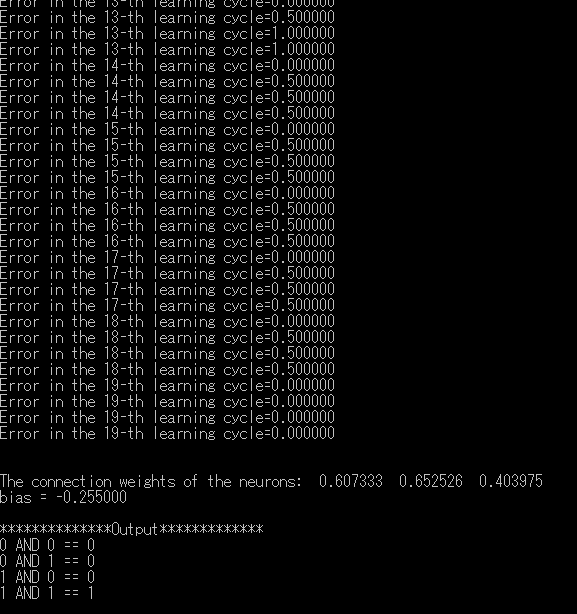 Error in the 13-th learning cycle=0.000000
Error in the 13-th learning cycle=0.500000
Error in the 13-th learning cycle=1.000000
Error in the 13-th learning cycle=1.000000
Error in the 14-th learning cycle=0.000000
Error in the 14-th learning cycle=0.500000
Error in the 14-th learning cycle=0.500000
Error in the 14-th learning cycle=0.500000
Error in the 15-th learning cycle=0.000000
Error in the 15-th learning cycle=0.500000
Error in the 15-th learning cycle=0.500000
Error in the 15-th learning cycle=0.500000
Error in the 16-th learning cycle=0.000000
Error in the 16-th learning cycle=0.500000
Error in the 16-th learning cycle=0.500000
Error in the 16-th learning cycle=0.500000
Error in the 17-th learning cycle=0.000000
Error in the 17-th learning cycle=0.500000
Error in the 17-th learning cycle=0.500000
Error in the 17-th learning cycle=0.500000
Error in the 18-th learning cycle=0.000000
Error in the 18-th learning cycle=0.500000
Error in the 18-th learning cycle=0.500000
Error in the 18-th learning cycle=0.500000
Error in the 19-th learning cycle=0.000000
Error in the 19-th learning cycle=0.000000
Error in the 19-th learning cycle=0.000000
Error in the 19-th learning cycle=0.000000
The connection weights of the neurons:  0.607333  0.652526  0.403975
bias = -0.255000
**************Output*************
0 AND 0 == 0
0 AND 1 == 0
1 AND 0 == 0
1 AND 1 == 1